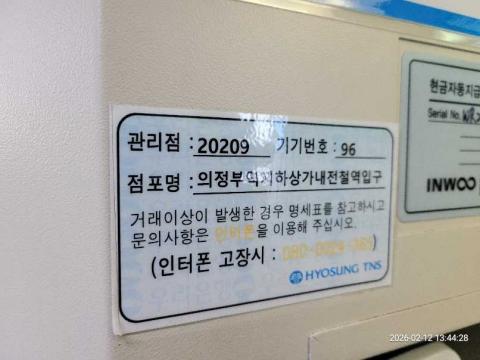 관리점 : 20209 기기번호 : 96
점포명 : 의정부역지하상가내전철역입구
거래이상이 발생한 경우 명세표를 참고하시고
문의사항은 인터폰을 이용해 주십시오.
(인터폰 고장시 :
HYOSUNG TNS
현금자동지급
Serial No.
INWOO
2026-02-12 13:44:28